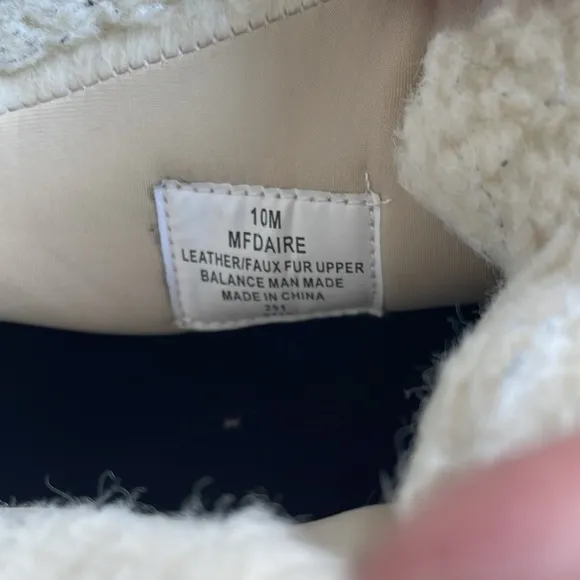 10M
MFDAIRE
LEATHER/FAUX FUR UPPER
BALANCE MAN MADE
MADE IN CHINA